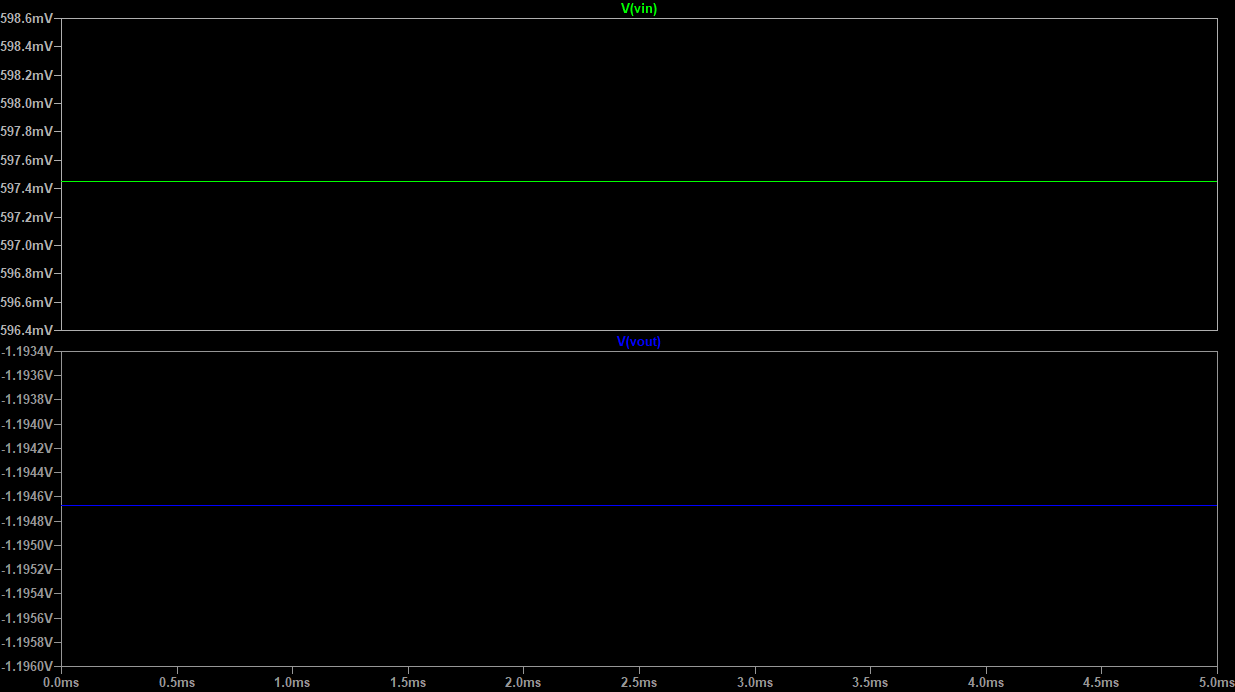 V(vin)
598.6mV
598.4mV
598.2mV
598.0mV
597.8mV
597.6mV
597.4mV
597.2mV
597.0mV
596.8mV
596.6mV
596.4mV
V(vout)
-1.1934V
-1.1936V
-1.1938V
-1.1940V
-1.1942V
-1.1944V
-1.1946V
-1.1948V
-1.1950V
-1.1952V
-1.1954V
-1.1956V
-1.1958V
-1.1960V
0.0ms 0.5ms 1.0ms 1.5ms 2.0ms 2.5ms 3.0ms 3.5ms 4.0ms 4.5ms 5.0ms